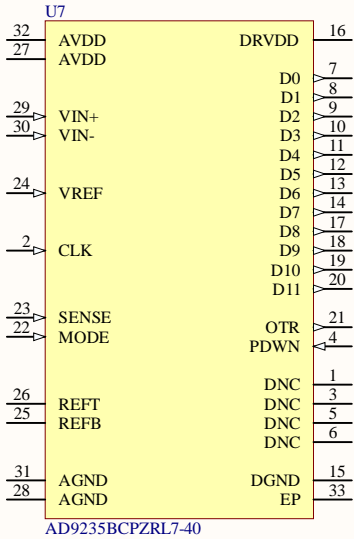 U7
32 AVDD DRVDD 16
27 AVDD
D0 7
D1 8
29 VIN+ D2 9
30 VIN- D3 10
D4 11
D5 12
24 VREF D6 13
D7 14
D8 17
2 CLK D9 18
D10 19
D11 20
23 SENSE OTR 21
22 MODE PDWN 4
DNC 1
26 REFT DNC 3
25 REFB DNC 5
DNC 6
31 AGND DGND 15
28 AGND EP 33
AD9235BCPZRL7-40